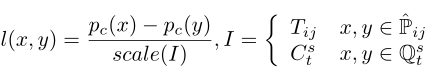 l(x, y) = \frac{p_c(x) - p_c(y)}{scale(I)}, I = \begin{cases} T_{ij} & x, y \in \hat{\mathbb{P}}_{ij} \\ C_t^s & x, y \in \mathbb{Q}_t^s \end{cases}